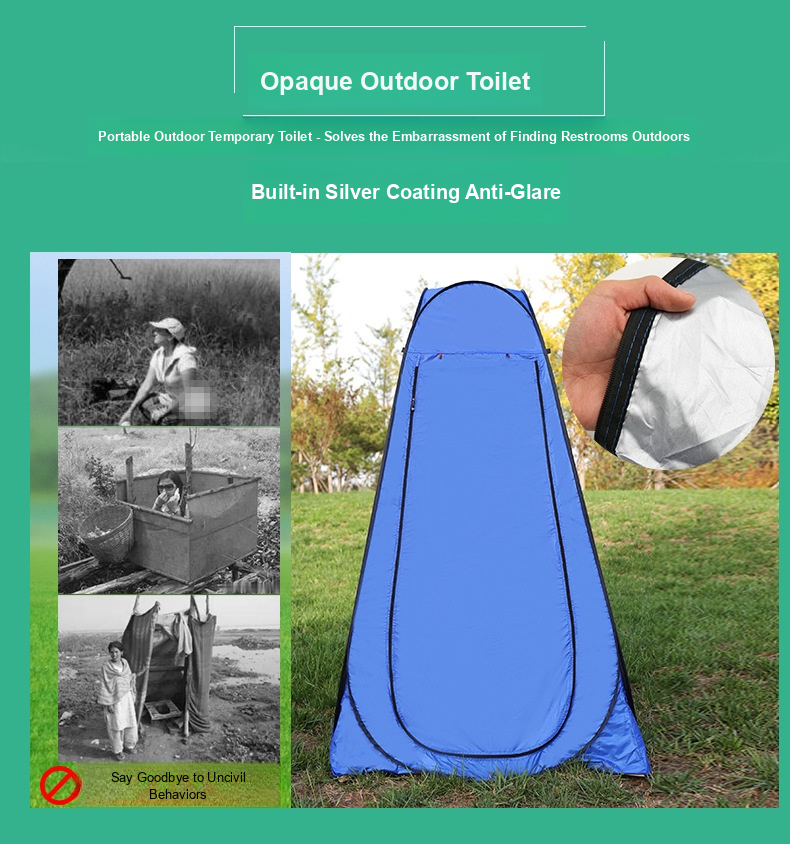 Opaque Outdoor Toilet
Portable Outdoor Temporary Toilet - Solves the Embarrassment of Finding Restrooms Outdoors
Built-in Silver Coating Anti-Glare
Say Goodbye to Uncivil
Behaviors